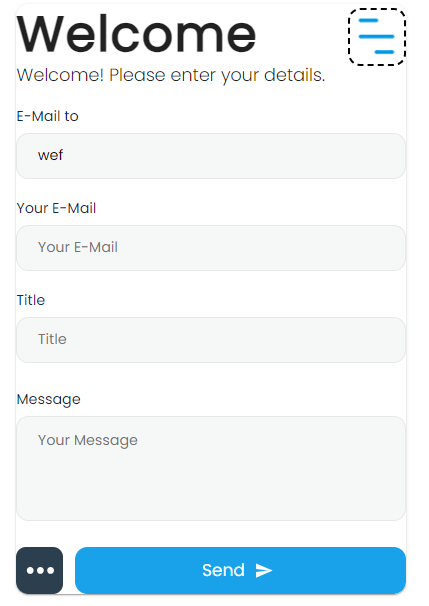 Welcome
Welcome! Please enter your details.
E-Mail to
wef
Your E-Mail
Your E-Mail
Title
Title
Message
Your Message
Send